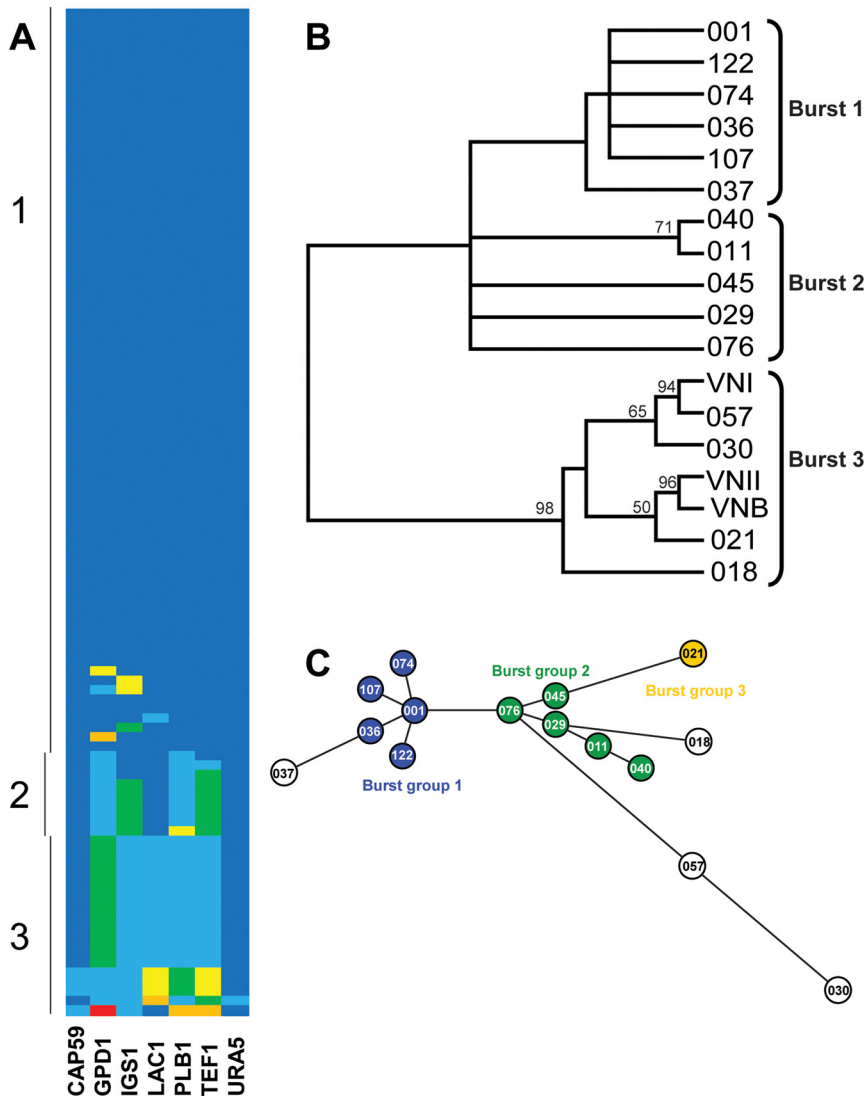 A
1
2
3
CAP59
GPD1
IGS1
LAC1
PLB1
TEF1
URA5
B
001
122
074
036
107
037
Burst 1
040
011
045
029
076
71
Burst 2
VNI
057
030
VNII
VNB
021
018
94
65
96
50
98
Burst 3
C
074
107
001
036
122
037
Burst group 1
Burst group 2
076
045
029
011
040
021
Burst group 3
018
057
030